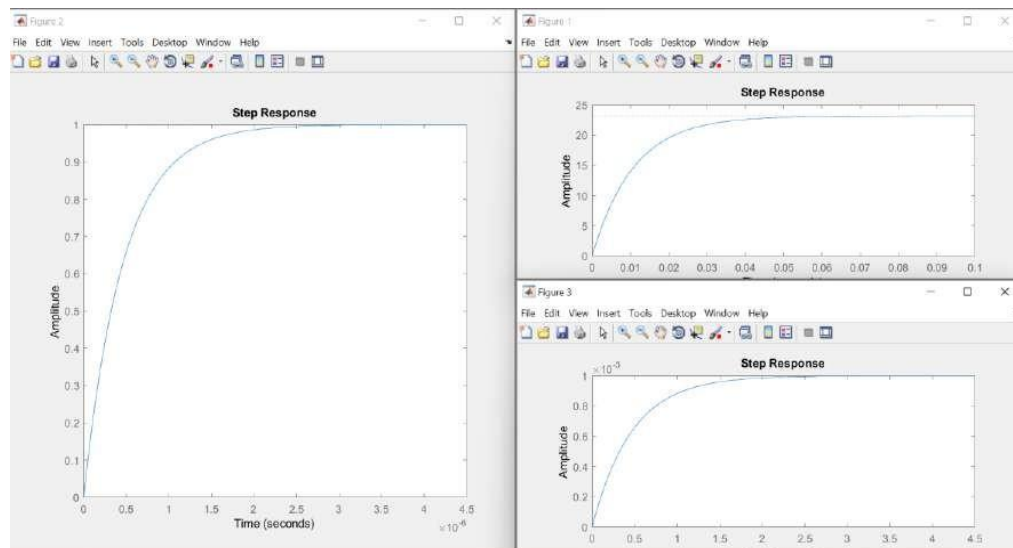 Figure 2
File Edit View Insert Tools Desktop Window Help
Step Response
Amplitude
1
0.9
0.8
0.7
0.6
0.5
0.4
0.3
0.2
0.1
0
0 0.5 1 1.5 2 2.5 3 3.5 4 4.5
Time (seconds)
×10⁻⁶
Figure 1
File Edit View Insert Tools Desktop Window Help
Step Response
Amplitude
25
20
15
10
5
0
0 0.01 0.02 0.03 0.04 0.05 0.06 0.07 0.08 0.09 0.1
Figure 3
File Edit View Insert Tools Desktop Window Help
Step Response
×10⁻⁵
Amplitude
1
0.8
0.6
0.4
0.2
0
0 0.5 1 1.5 2 2.5 3 3.5 4 4.5